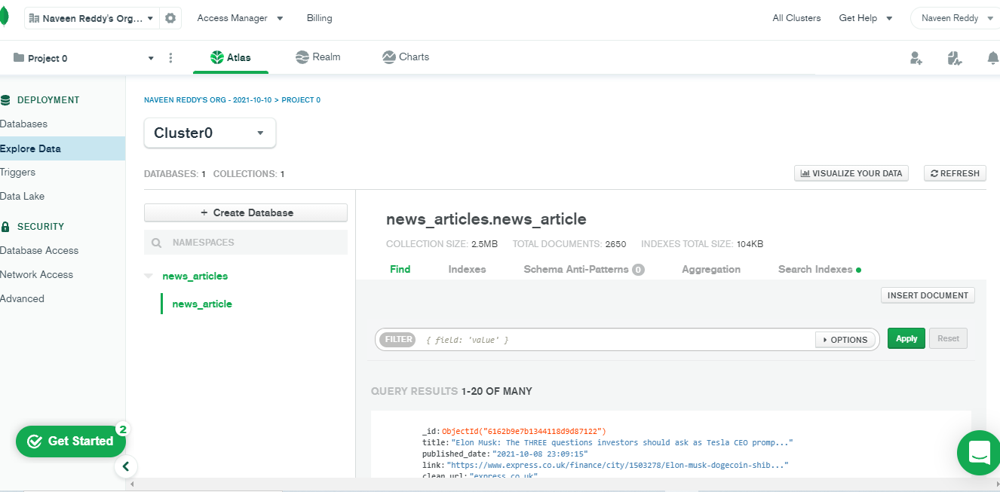 Naveen Reddy's Org... Access Manager Billing All Clusters Get Help Naveen Reddy
Project 0 Atlas Realm Charts
DEPLOYMENT
Databases
Explore Data
Triggers
Data Lake
SECURITY
Database Access
Network Access
Advanced
Get Started 2
NAVEEN REDDY'S ORG - 2021-10-10 > PROJECT 0
Cluster0
DATABASES: 1 COLLECTIONS: 1
VISUALIZE YOUR DATA REFRESH
+ Create Database
NAMESPACES
news_articles
news_article
news_articles.news_article
COLLECTION SIZE: 2.5MB TOTAL DOCUMENTS: 2650 INDEXES TOTAL SIZE: 104KB
Find Indexes Schema Anti-Patterns 0 Aggregation Search Indexes
INSERT DOCUMENT
FILTER { field: 'value' } OPTIONS Apply Reset
QUERY RESULTS 1-20 OF MANY
_id: ObjectId("6162b9e7b1344118d9d87122")
title: "Elon Musk: The THREE questions investors should ask as Tesla CEO promp..."
published_date: "2021-10-08 23:09:15"
link: "https://www.express.co.uk/finance/city/1503278/Elon-musk-dogecoin-shib..."
clean_url: "express.co.uk"